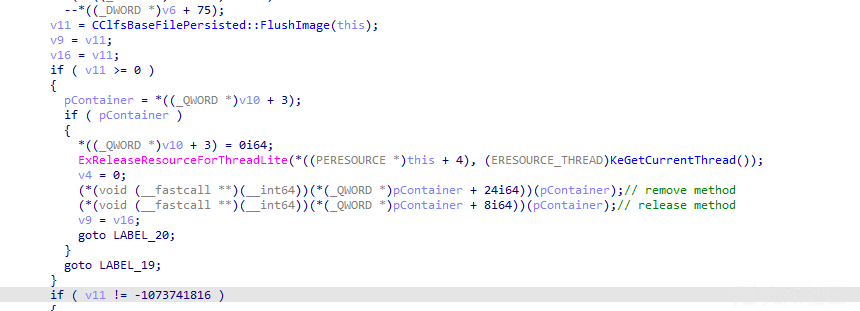 --*((_DWORD *)v6 + 75);
v11 = CClfsBaseFilePersisted::FlushImage(this);
v9 = v11;
v16 = v11;
if ( v11 >= 0 )
{
pContainer = *((_QWORD *)v10 + 3);
if ( pContainer )
{
*((_QWORD *)v10 + 3) = 0i64;
ExReleaseResourceForThreadLite(*((PERESOURCE *)this + 4), (ERESOURCE_THREAD)KeGetCurrentThread());
v4 = 0;
(*(void (__fastcall **)(__int64))(*(_QWORD *)pContainer + 24i64))(pContainer);// remove method
(*(void (__fastcall **)(__int64))(*(_QWORD *)pContainer + 8i64))(pContainer);// release method
v9 = v16;
goto LABEL_20;
}
goto LABEL_19;
}
if ( v11 != -1073741816 )
{